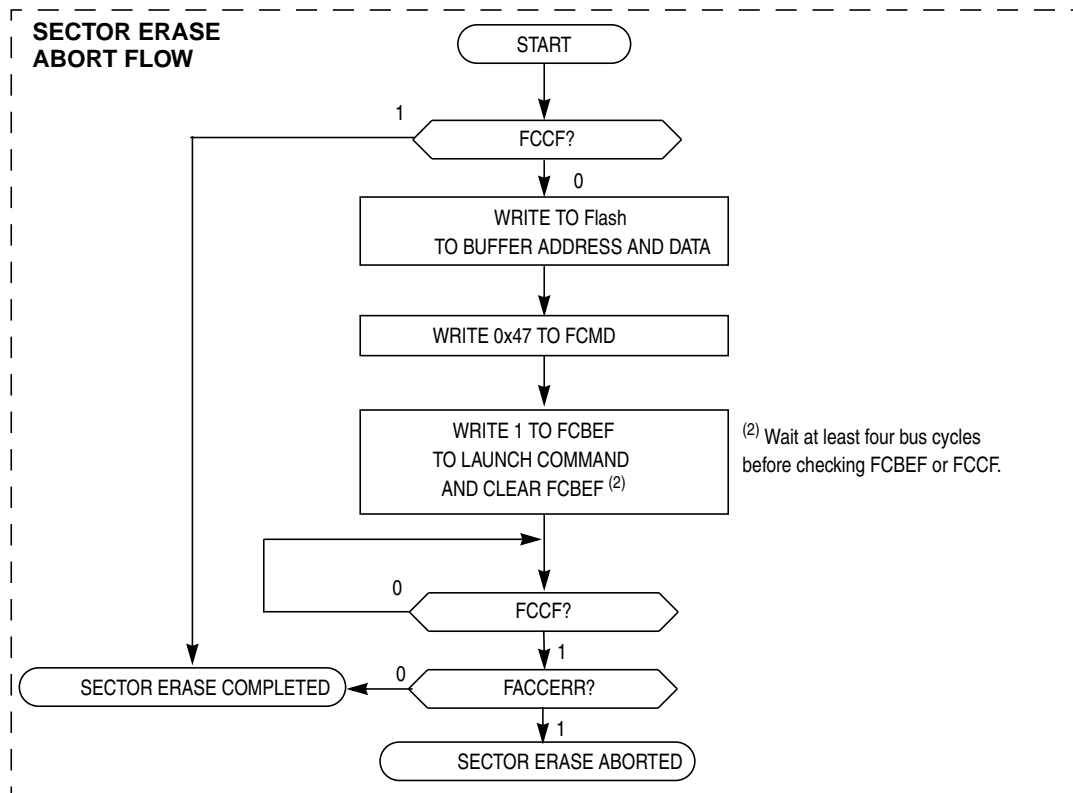 SECTOR ERASE
ABORT FLOW
START
1
FCCF?
0
WRITE TO Flash
TO BUFFER ADDRESS AND DATA
WRITE 0x47 TO FCMD
WRITE 1 TO FCBEF
TO LAUNCH COMMAND
AND CLEAR FCBEF (2)
(2) Wait at least four bus cycles
before checking FCBEF or FCCF.
0
FCCF?
1
SECTOR ERASE COMPLETED
0
FACCERR?
1
SECTOR ERASE ABORTED